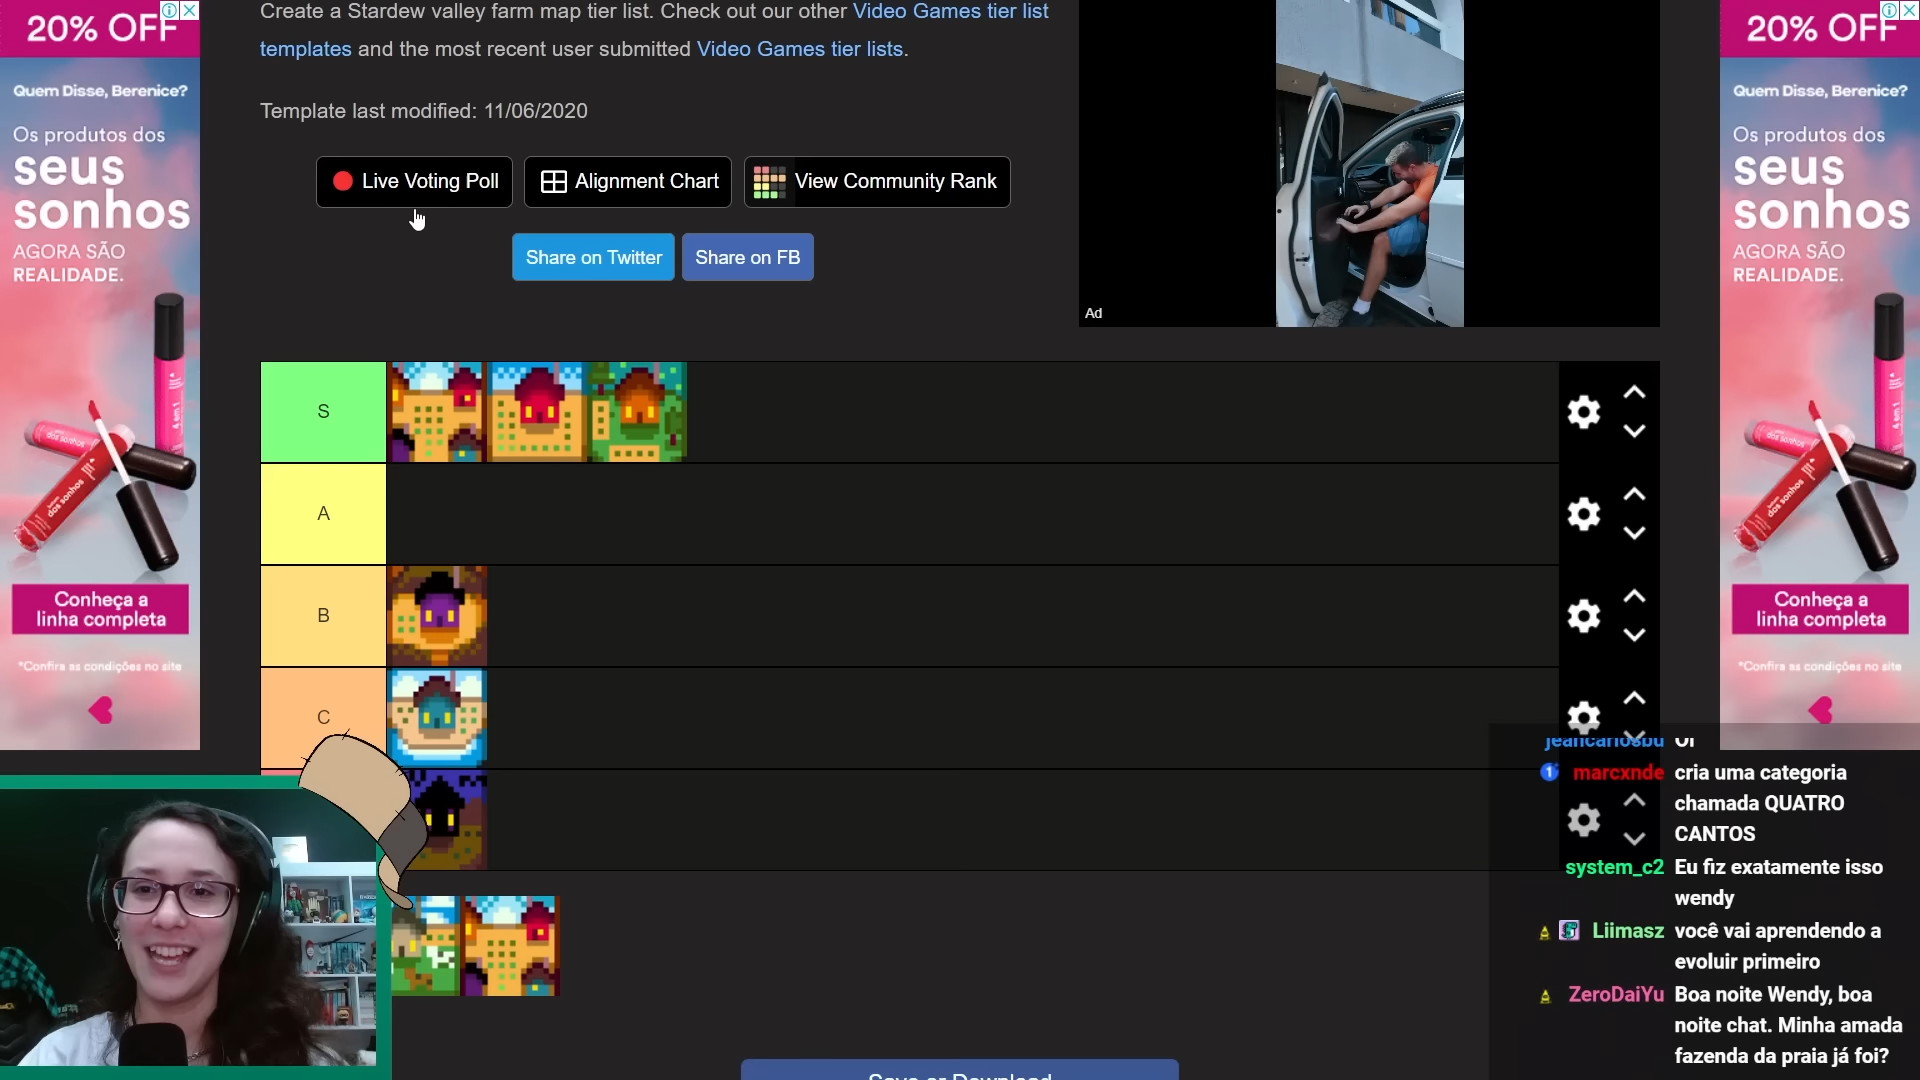 20% OFF
Quem Disse, Berenice?
Os produtos dos
seus
sonhos
AGORA SÃO
REALIDADE.
Conheça a
linha completa
*Confira as condições no site
Create a Stardew valley farm map tier list. Check out our other Video Games tier list
templates and the most recent user submitted Video Games tier lists.
Template last modified: 11/06/2020
Live Voting Poll
Alignment Chart
View Community Rank
Share on Twitter
Share on FB
Ad
S
A
B
C
20% OFF
Quem Disse, Berenice?
Os produtos dos
seus
sonhos
AGORA SÃO
REALIDADE.
Conheça a
linha completa
*Confira as condições no site
jeancarlosbu Oi
marcxnde cria uma categoria
chamada QUATRO
CANTOS
system_c2 Eu fiz exatamente isso
wendy
Liimasz você vai aprendendo a
evoluir primeiro
ZeroDaiYu Boa noite Wendy, boa
noite chat. Minha amada
fazenda da praia já foi?
Save or Download